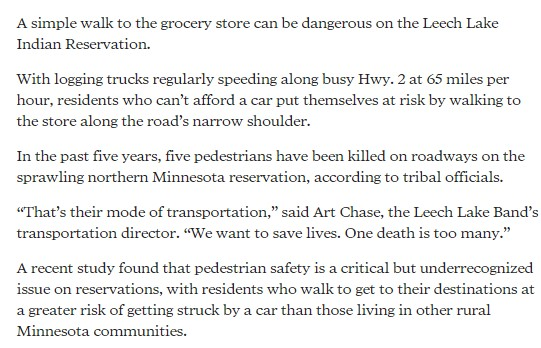 A simple walk to the grocery store can be dangerous on the Leech Lake
Indian Reservation.
With logging trucks regularly speeding along busy Hwy. 2 at 65 miles per
hour, residents who can’t afford a car put themselves at risk by walking to
the store along the road’s narrow shoulder.
In the past five years, five pedestrians have been killed on roadways on the
sprawling northern Minnesota reservation, according to tribal officials.
“That’s their mode of transportation,” said Art Chase, the Leech Lake Band’s
transportation director. “We want to save lives. One death is too many.”
A recent study found that pedestrian safety is a critical but underrecognized
issue on reservations, with residents who walk to get to their destinations at
a greater risk of getting struck by a car than those living in other rural
Minnesota communities.